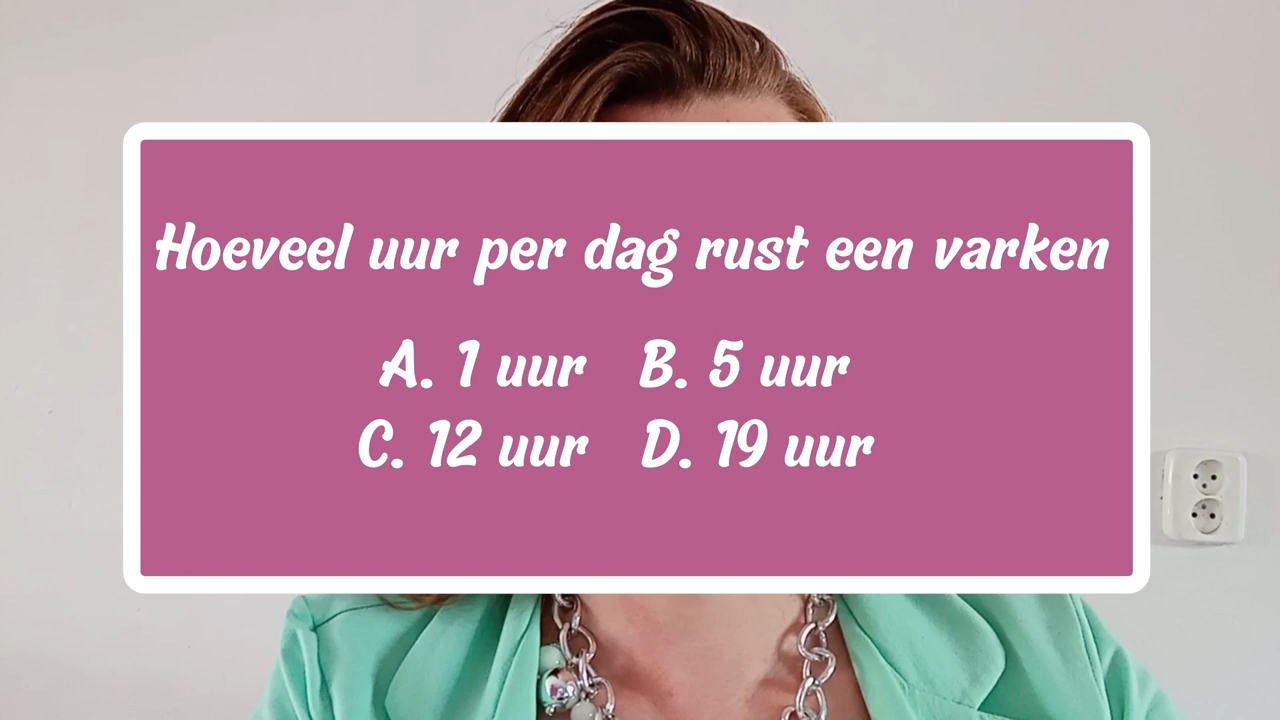 Hoeveel uur per dag rust een varken
A. 1 uur B. 5 uur
C. 12 uur D. 19 uur